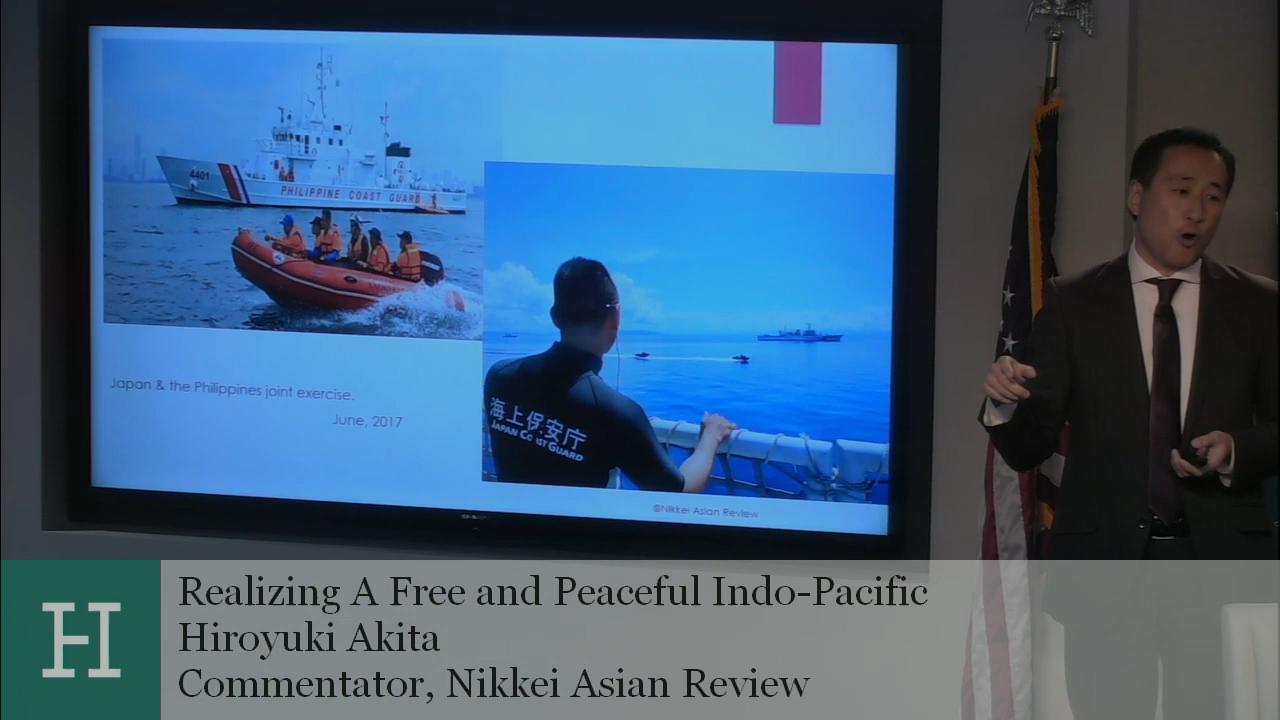 4401
PHILIPPINE COAST GUARD
海上保安庁
JAPAN COAST GUARD
Japan & the Philippines joint exercise.
June, 2017
©Nikkei Asian Review
H
Realizing A Free and Peaceful Indo-Pacific
Hiroyuki Akita
Commentator, Nikkei Asian Review